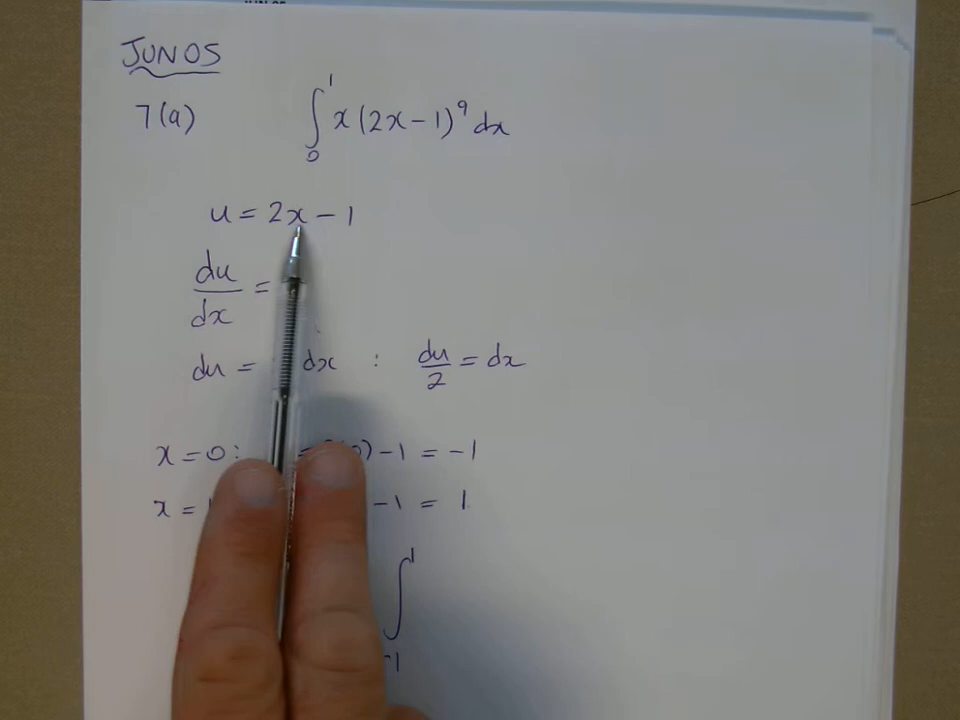 JUN 05
7(a) ∫₀¹ x(2x-1)⁹ dx
u = 2x - 1
du/dx =
du = dx : du/2 = dx
x = 0: = (0) - 1 = -1
x = - 1 = 1
∫₋₁¹